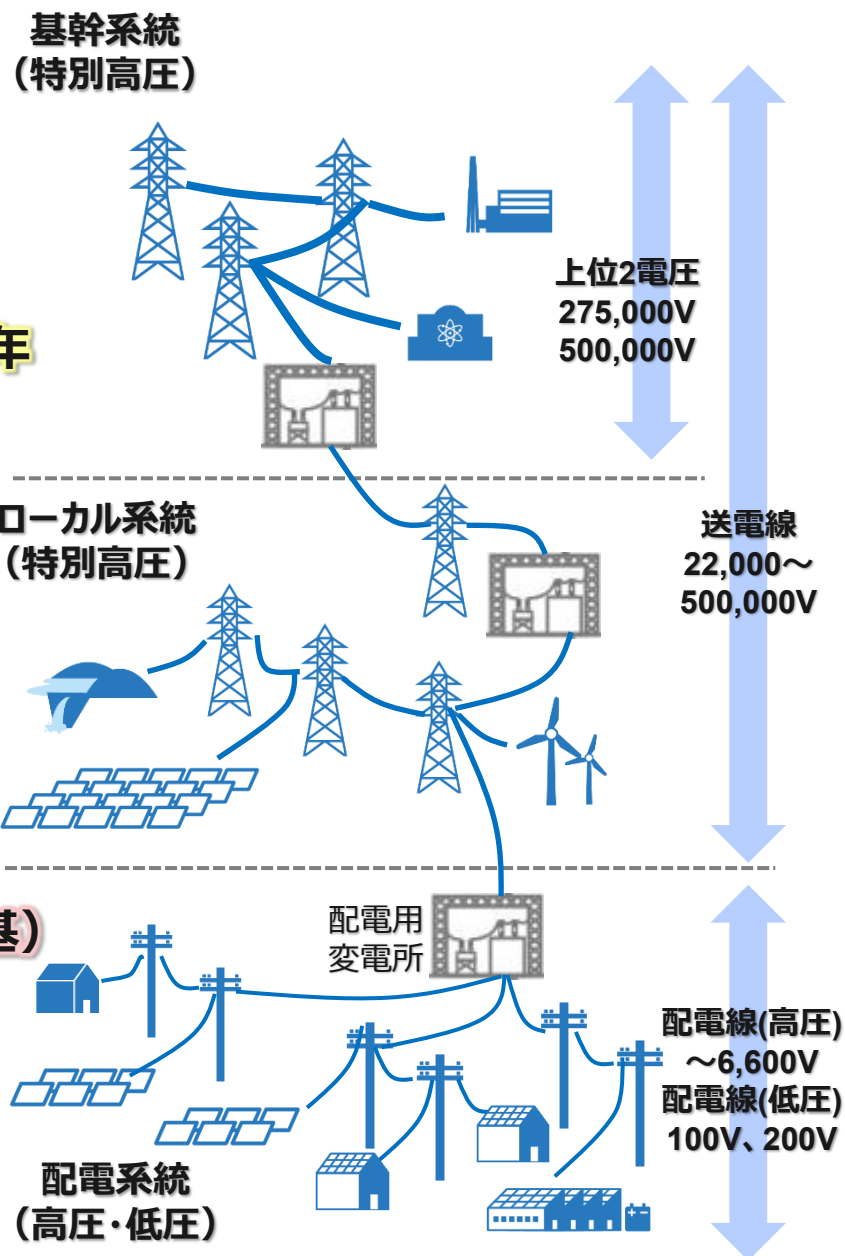 基幹系統
（特別高圧）
上位2電圧
275,000V
500,000V
年
ローカル系統
（特別高圧）
送電線
22,000～
500,000V
基）
配電用
変電所
配電線(高圧)
～6,600V
配電線(低圧)
100V、200V
配電系統
（高圧・低圧）